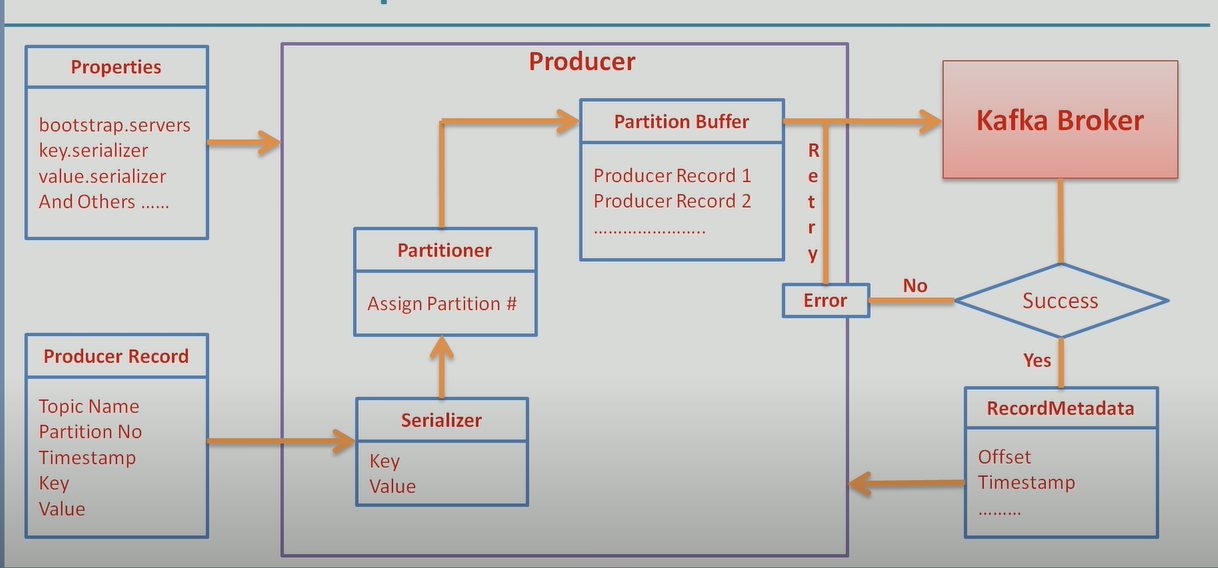 Properties
bootstrap.servers
key.serializer
value.serializer
And Others ......
Producer Record
Topic Name
Partition No
Timestamp
Key
Value
Producer
Serializer
Key
Value
Partitioner
Assign Partition #
Partition Buffer
Producer Record 1
Producer Record 2
.......................
Retry
Error
Kafka Broker
Success
No
Yes
RecordMetadata
Offset
Timestamp
.........